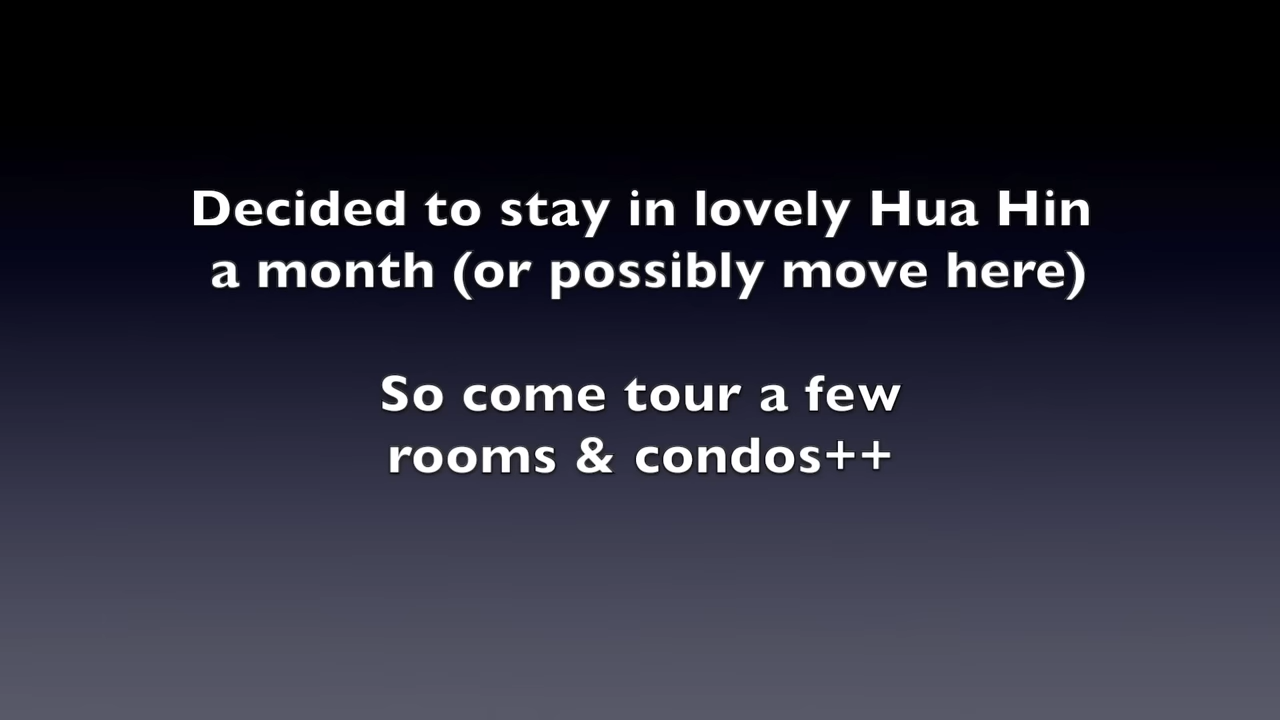 Decided to stay in lovely Hua Hin
a month (or possibly move here)
So come tour a few
rooms & condos++